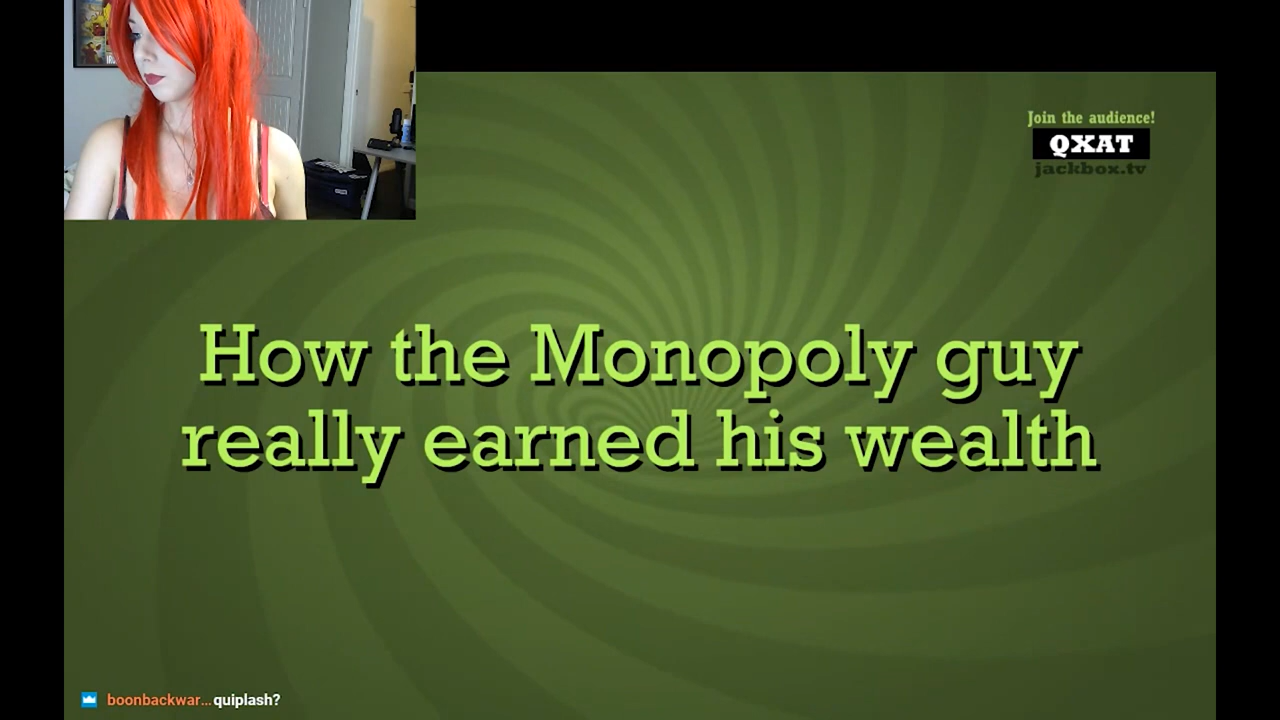 Join the audience!
QXAT
jackbox.tv
How the Monopoly guy
really earned his wealth
boonbackwar... quiplash?